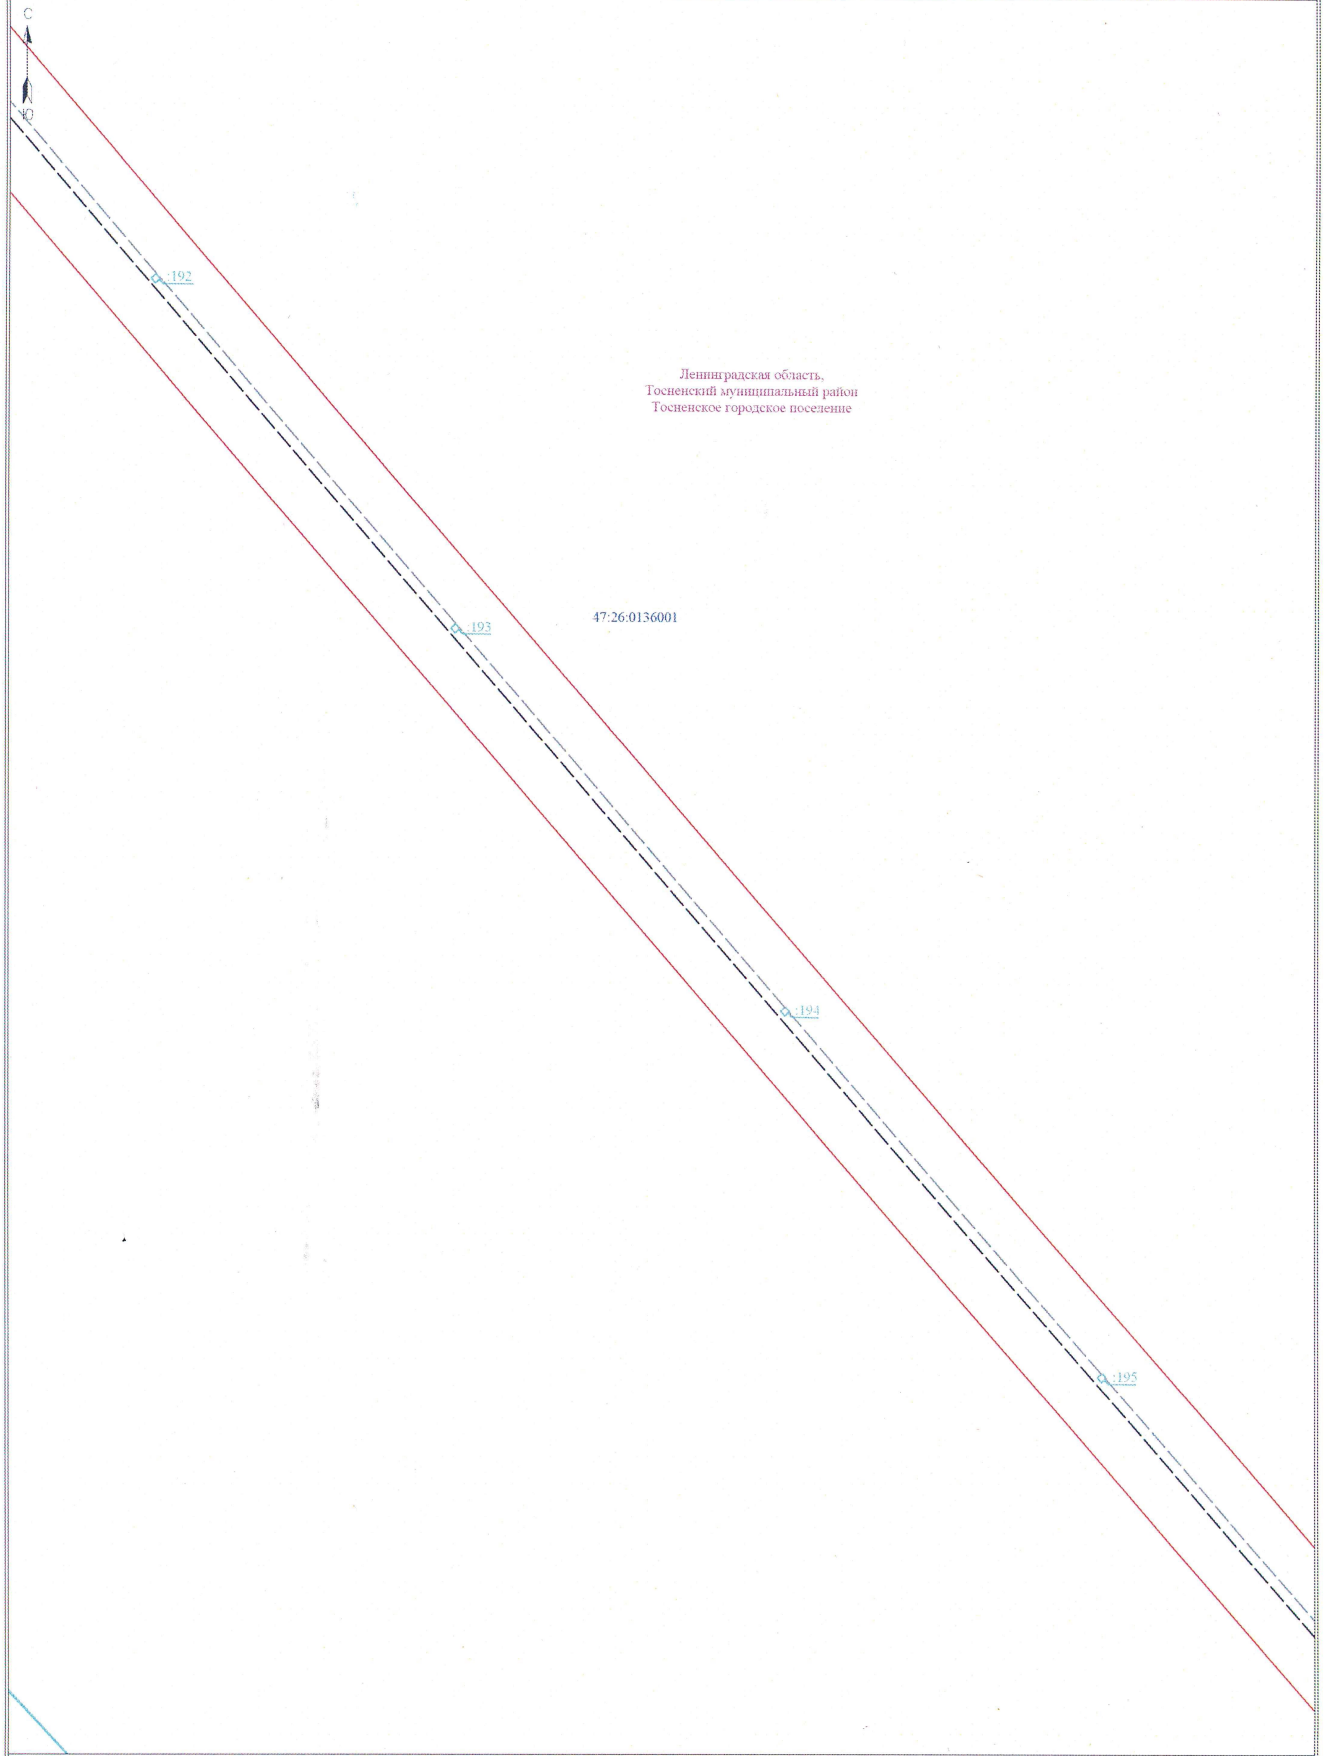 С
Ю
:192
Ленинградская область,
Тосненский муниципальный район
Тосненское городское поселение
47:26:0136001
:193
:194
:195